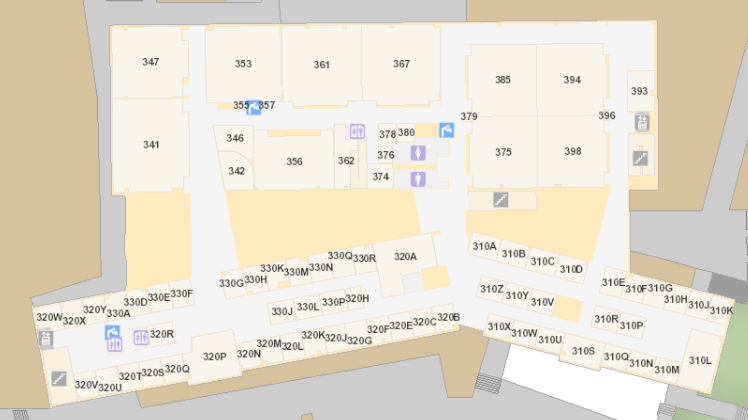 347
353
361
367
385
394
393
355
357
379
396
341
346
378
380
376
356
362
374
342
375
398
310A
310B
310C
310D
320A
330Q
330R
330N
330M
330K
330H
330G
310E
310F
310G
310H
310J
310K
330F
330E
330D
330A
320Y
320X
320W
310Z
310Y
310V
320H
330P
330L
330J
310R
310P
320R
310X
310W
310U
310S
310Q
310N
310M
310L
320B
320C
320E
320F
320G
320J
320K
320L
320M
320N
320P
320Q
320S
320T
320U
320V